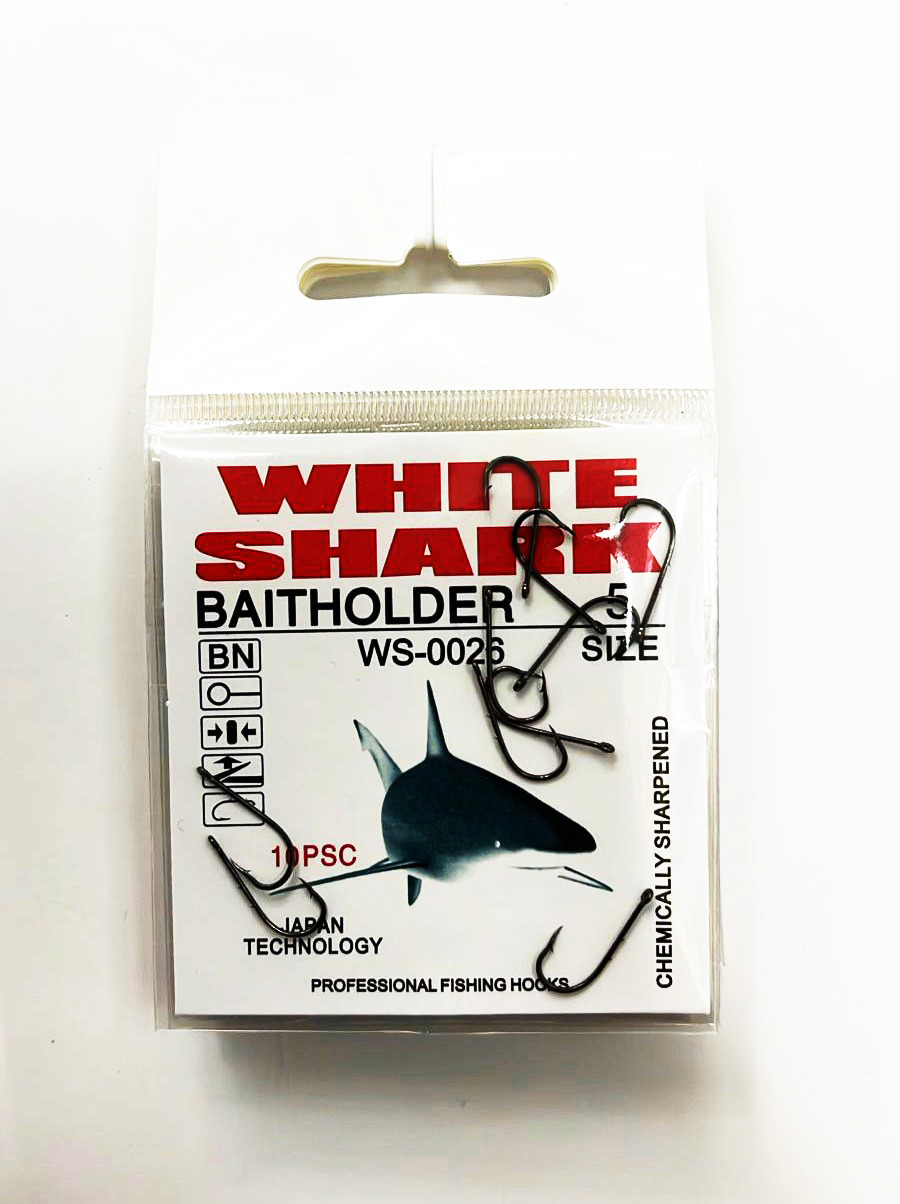 WHITE
SHARK
BAITHOLDER 5
WS-0026 SIZE
BN
10PSC
JAPAN
TECHNOLOGY
PROFESSIONAL FISHING HOOKS
CHEMICALLY SHARPENED